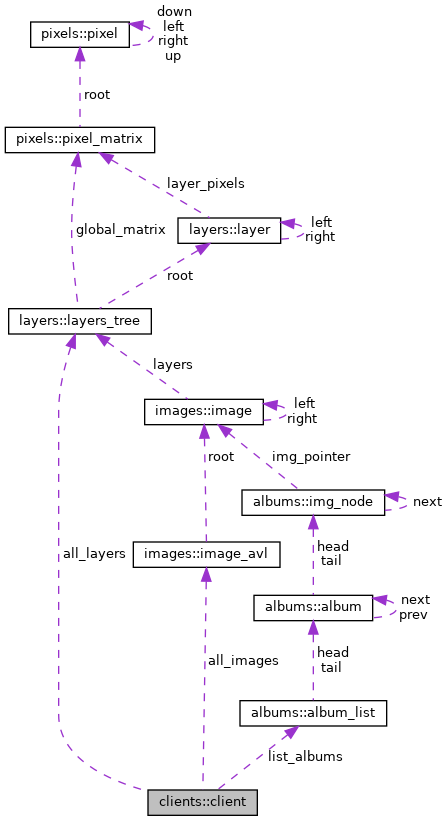 down
left
pixels::pixel
right
up
root
pixels::pixel_matrix
layer_pixels
global_matrix
layers::layer
left
right
root
layers::layers_tree
layers
images::image
left
right
root
img_pointer
albums::img_node
next
all_layers
images::image_avl
head
tail
albums::album
next
prev
all_images
head
tail
albums::album_list
list_albums
clients::client